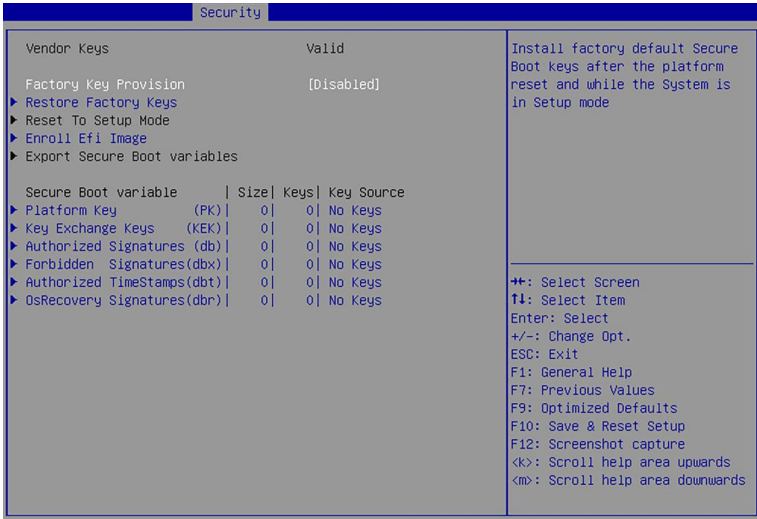 Security
Vendor Keys Valid
Factory Key Provision [Disabled]
Restore Factory Keys
Reset To Setup Mode
Enroll Efi Image
Export Secure Boot variables
Secure Boot variable | Size| Keys| Key Source
Platform Key (PK)| 0| 0| No Keys
Key Exchange Keys (KEK)| 0| 0| No Keys
Authorized Signatures (db)| 0| 0| No Keys
Forbidden Signatures(dbx)| 0| 0| No Keys
Authorized TimeStamps(dbt)| 0| 0| No Keys
OsRecovery Signatures(dbr)| 0| 0| No Keys
Install factory default Secure
Boot keys after the platform
reset and while the System is
in Setup mode
→←: Select Screen
↑↓: Select Item
Enter: Select
+/-: Change Opt.
ESC: Exit
F1: General Help
F7: Previous Values
F9: Optimized Defaults
F10: Save & Reset Setup
F12: Screenshot capture
<k>: Scroll help area upwards
<m>: Scroll help area downwards